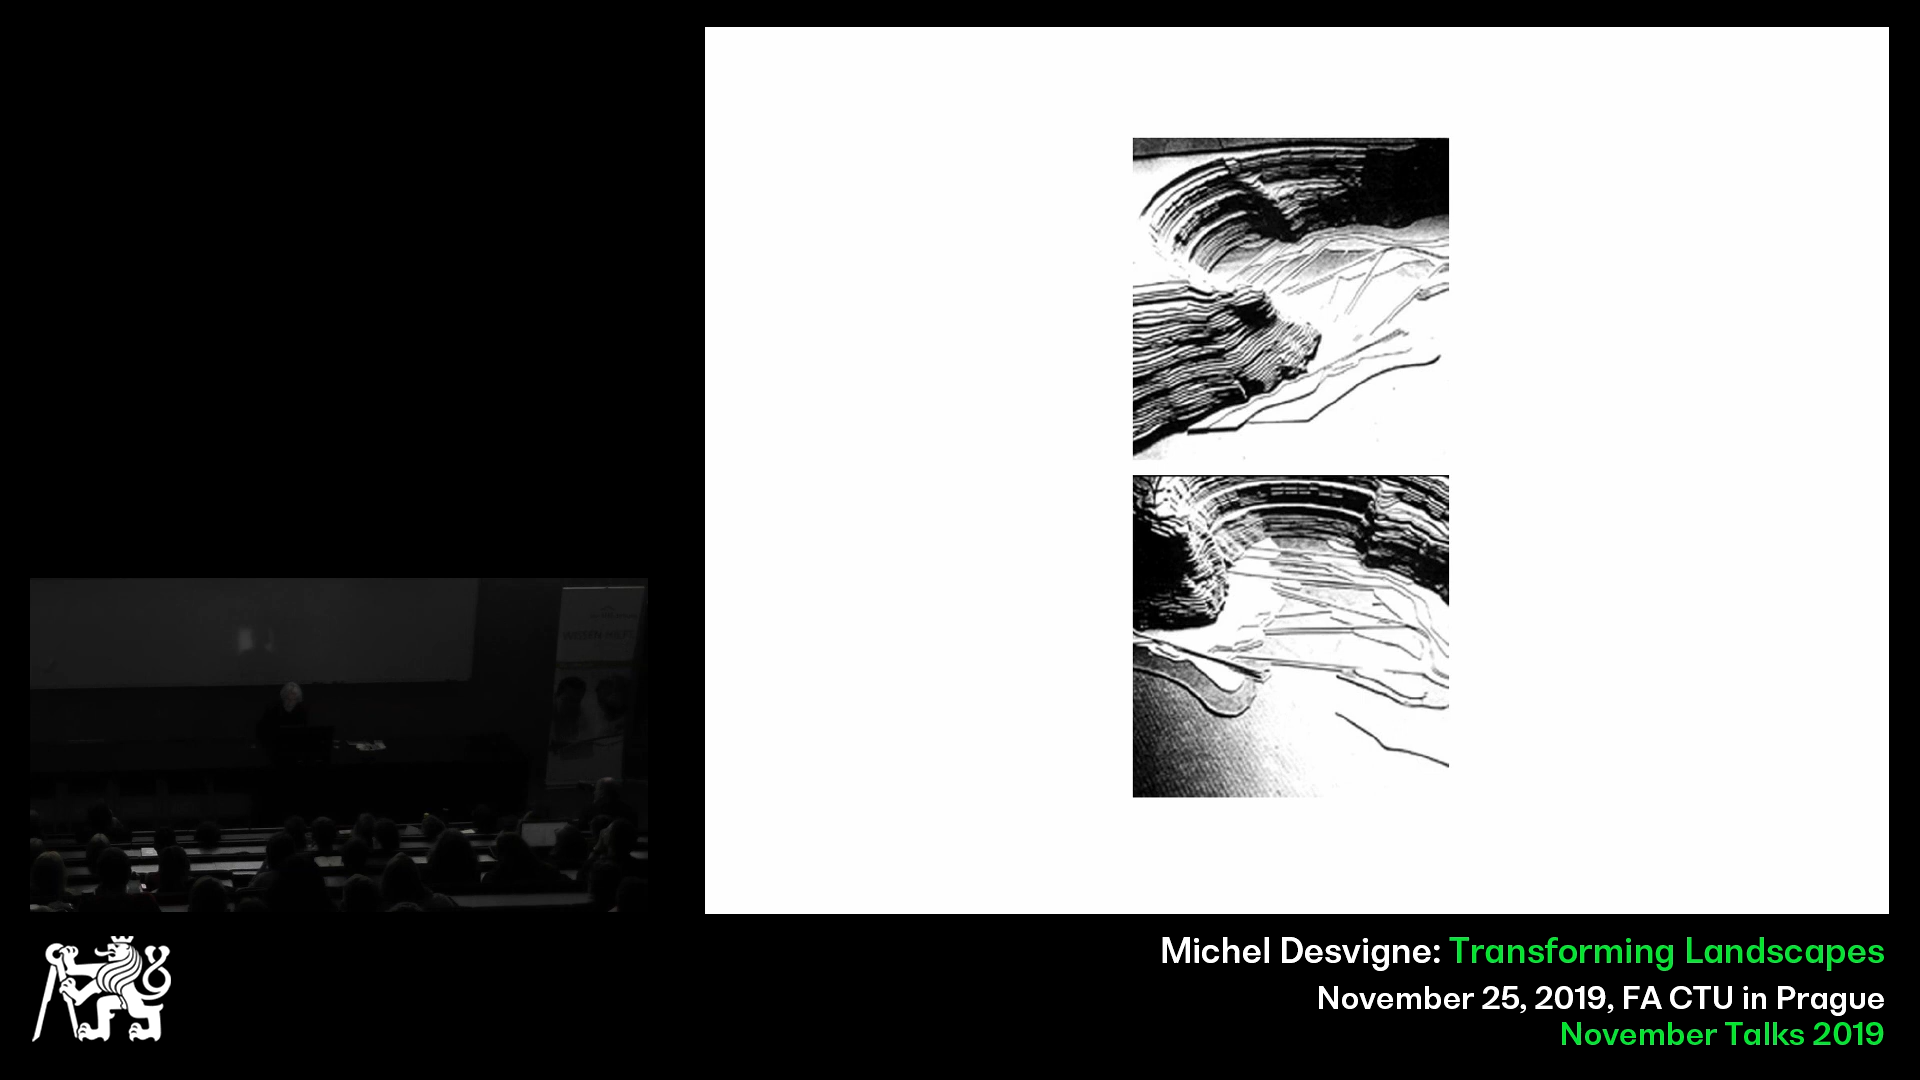 Michel Desvigne: Transforming Landscapes
November 25, 2019, FA CTU in Prague
November Talks 2019